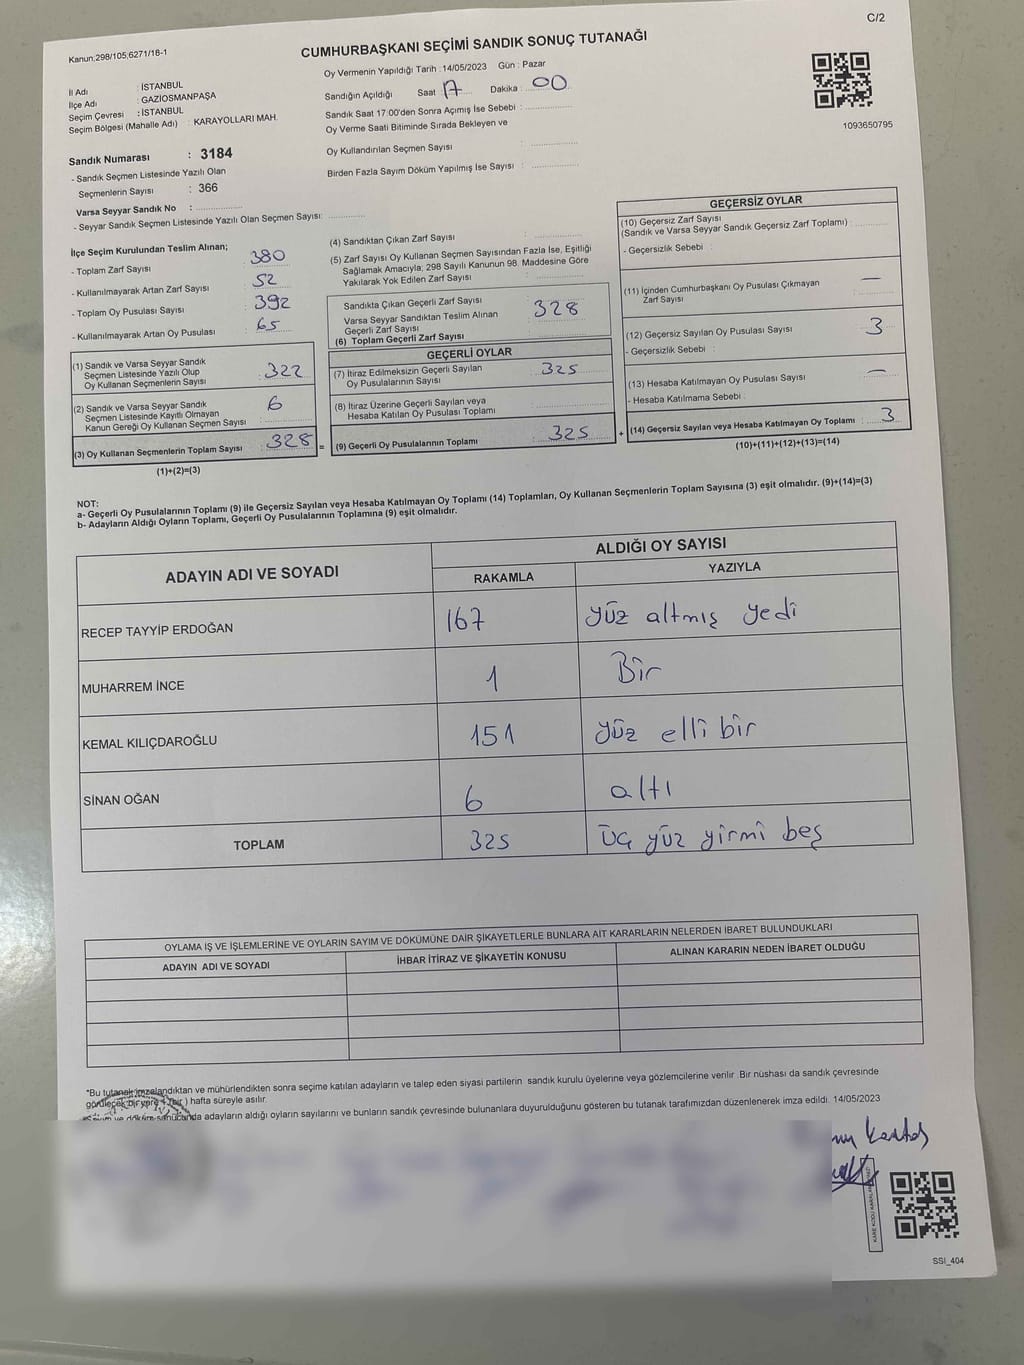 C/2
Kanun:298/105,6271/18-1
CUMHURBAŞKANI SEÇİMİ SANDIK SONUÇ TUTANAĞI
İl Adı : İSTANBUL
İlçe Adı : GAZİOSMANPAŞA
Seçim Çevresi : İSTANBUL
Seçim Bölgesi (Mahalle Adı) : KARAYOLLARI MAH.
Sandık Numarası : 3184
- Sandık Seçmen Listesinde Yazılı Olan
Seçmenlerin Sayısı : 366
Varsa Seyyar Sandık No :
- Seyyar Sandık Seçmen Listesinde Yazılı Olan Seçmen Sayısı:
Oy Vermenin Yapıldığı Tarih : 14/05/2023 Gün : Pazar
Sandığın Açıldığı Saat 17 Dakika : 00
Sandık Saat 17:00'den Sonra Açımış İse Sebebi :
Oy Verme Saati Bitiminde Sırada Bekleyen ve
Oy Kullandırılan Seçmen Sayısı :
Birden Fazla Sayım Döküm Yapılmış İse Sayısı :
1093650795
İlçe Seçim Kurulundan Teslim Alınan;
- Toplam Zarf Sayısı : 380
- Kullanılmayarak Artan Zarf Sayısı : 52
- Toplam Oy Pusulası Sayısı : 392
- Kullanılmayarak Artan Oy Pusulası : 65
(1) Sandık ve Varsa Seyyar Sandık
Seçmen Listesinde Yazılı Olup
Oy Kullanan Seçmenlerin Sayısı : 322
(2) Sandık ve Varsa Seyyar Sandık
Seçmen Listesinde Kayıtlı Olmayan
Kanun Gereği Oy Kullanan Seçmen Sayısı : 6
(3) Oy Kullanan Seçmenlerin Toplam Sayısı : 328 =
(1)+(2)=(3)
(4) Sandıktan Çıkan Zarf Sayısı :
(5) Zarf Sayısı Oy Kullanan Seçmen Sayısından Fazla İse, Eşitliği
Sağlamak Amacıyla; 298 Sayılı Kanunun 98. Maddesine Göre
Yakılarak Yok Edilen Zarf Sayısı :
Sandıkta Çıkan Geçerli Zarf Sayısı
Varsa Seyyar Sandıktan Teslim Alınan
Geçerli Zarf Sayısı
(6) Toplam Geçerli Zarf Sayısı : 328
GEÇERLİ OYLAR
(7) İtiraz Edilmeksizin Geçerli Sayılan
Oy Pusulalarının Sayısı : 325
(8) İtiraz Üzerine Geçerli Sayılan veya
Hesaba Katılan Oy Pusulası Toplamı :
(9) Geçerli Oy Pusulalarının Toplamı : 325 +
GEÇERSİZ OYLAR
(10) Geçersiz Zarf Sayısı
(Sandık ve Varsa Seyyar Sandık Geçersiz Zarf Toplamı) :
- Geçersizlik Sebebi :
(11) İçinden Cumhurbaşkanı Oy Pusulası Çıkmayan
Zarf Sayısı : —
(12) Geçersiz Sayılan Oy Pusulası Sayısı : 3
- Geçersizlik Sebebi :
(13) Hesaba Katılmayan Oy Pusulası Sayısı : —
- Hesaba Katılmama Sebebi :
(14) Geçersiz Sayılan veya Hesaba Katılmayan Oy Toplamı : 3
(10)+(11)+(12)+(13)=(14)
NOT:
a- Geçerli Oy Pusulalarının Toplamı (9) ile Geçersiz Sayılan veya Hesaba Katılmayan Oy Toplamı (14) Toplamları, Oy Kullanan Seçmenlerin Toplam Sayısına (3) eşit olmalıdır. (9)+(14)=(3)
b- Adayların Aldığı Oyların Toplamı, Geçerli Oy Pusulalarının Toplamına (9) eşit olmalıdır.
ADAYIN ADI VE SOYADI ALDIĞI OY SAYISI
RAKAMLA YAZIYLA
RECEP TAYYİP ERDOĞAN 167 yüz altmış yedi
MUHARREM İNCE 1 Bir
KEMAL KILIÇDAROĞLU 151 yüz elli bir
SİNAN OĞAN 6 altı
TOPLAM 325 üç yüz yirmi beş
OYLAMA İŞ VE İŞLEMLERİNE VE OYLARIN SAYIM VE DÖKÜMÜNE DAİR ŞİKAYETLERLE BUNLARA AİT KARARLARIN NELERDEN İBARET BULUNDUKLARI
ADAYIN ADI VE SOYADI İHBAR İTİRAZ VE ŞİKAYETİN KONUSU ALINAN KARARIN NEDEN İBARET OLDUĞU
*Bu tutanak imzalandıktan ve mühürlendikten sonra seçime katılan adayların ve talep eden siyasi partilerin sandık kurulu üyelerine veya gözlemcilerine verilir .Bir nüshası da sandık çevresinde
görülecek bir yere 1 (bir ) hafta süreyle asılır.
*Sayım ve döküm sonucunda adayların aldığı oyların sayılarını ve bunların sandık çevresinde bulunanlara duyurulduğunu gösteren bu tutanak tarafımızdan düzenlenerek imza edildi. 14/05/2023
SSI_404